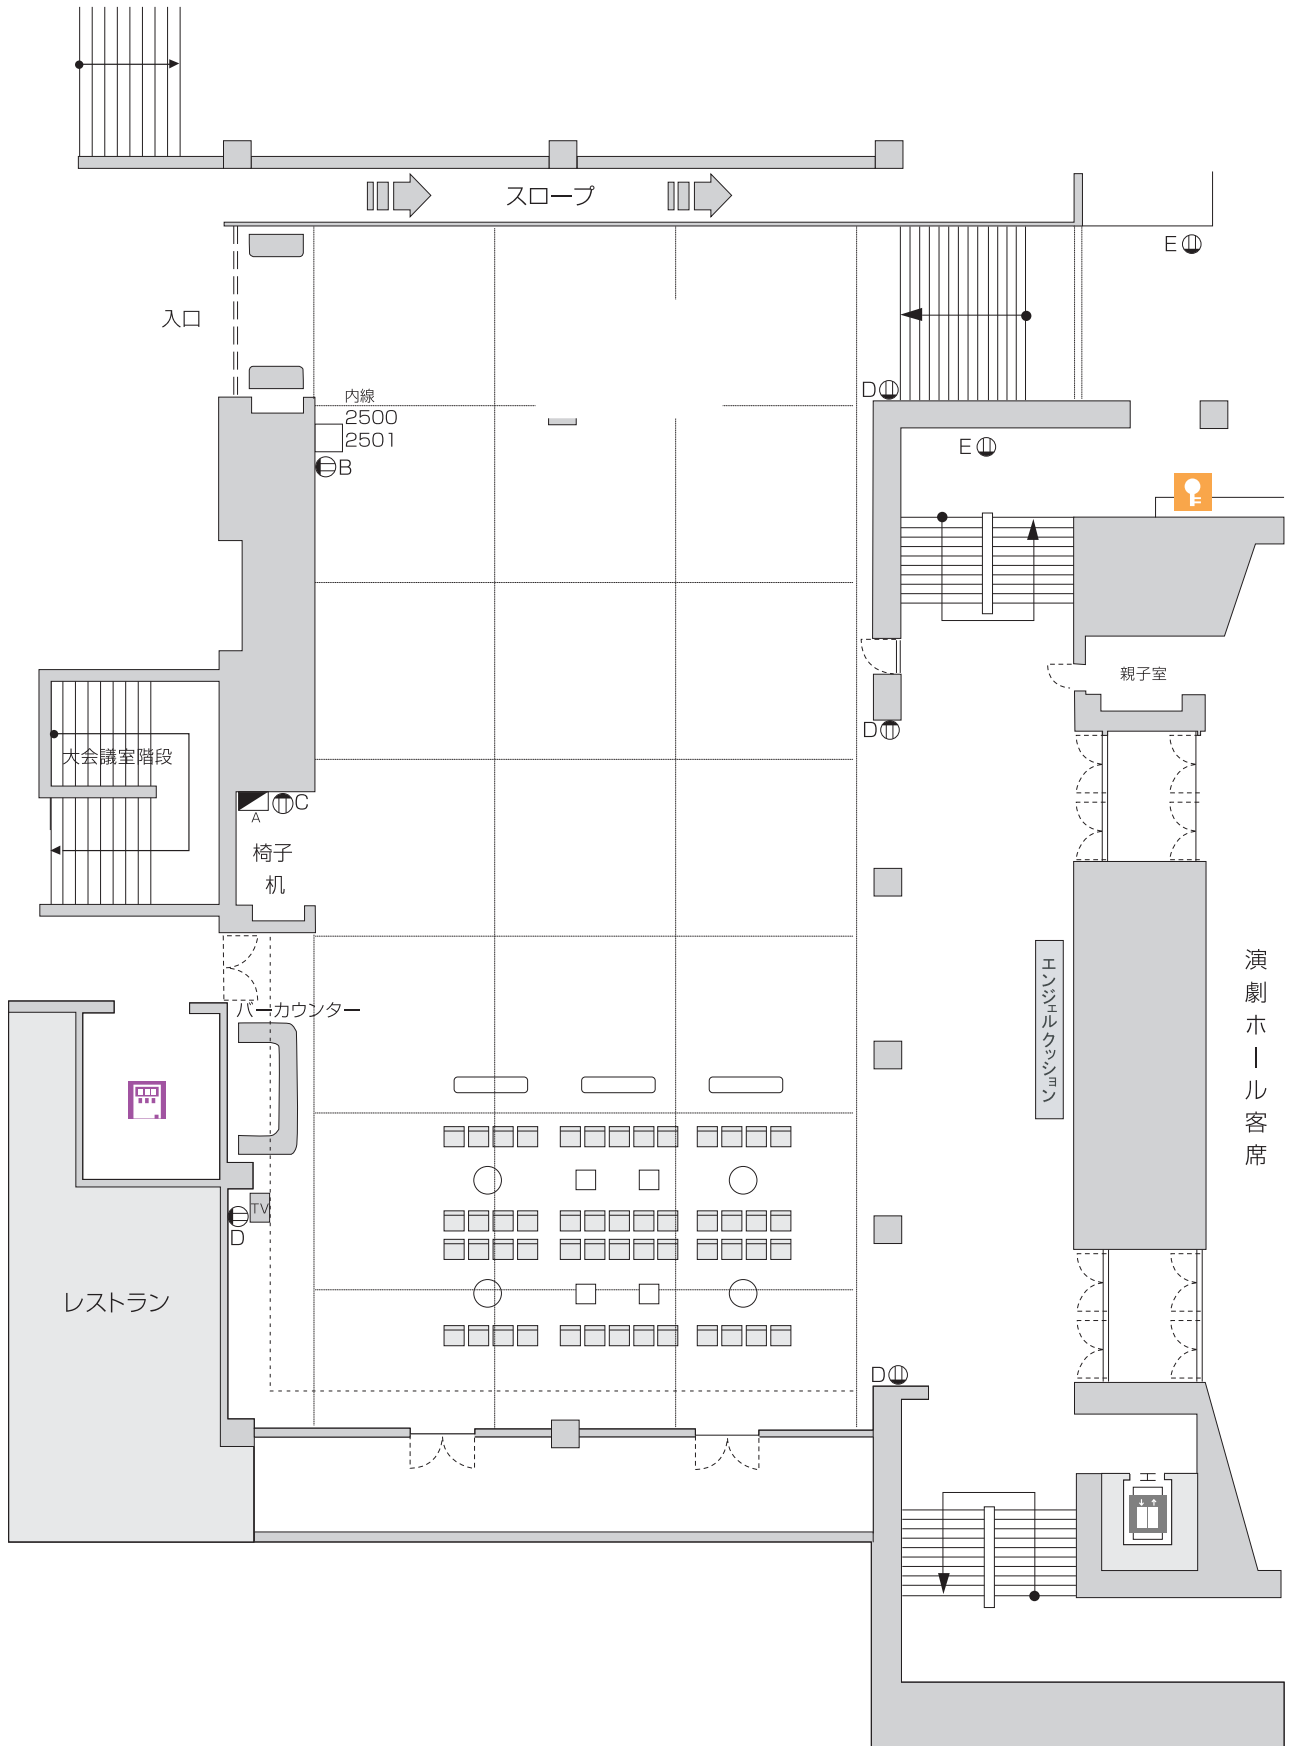 スロープ
E
入口
内線
2500
2501
D
B
E
親子室
D
大会議室階段
C
A
椅子
机
演劇ホール客席
エンジェルクッション
バーカウンター
TV
D
レストラン
D